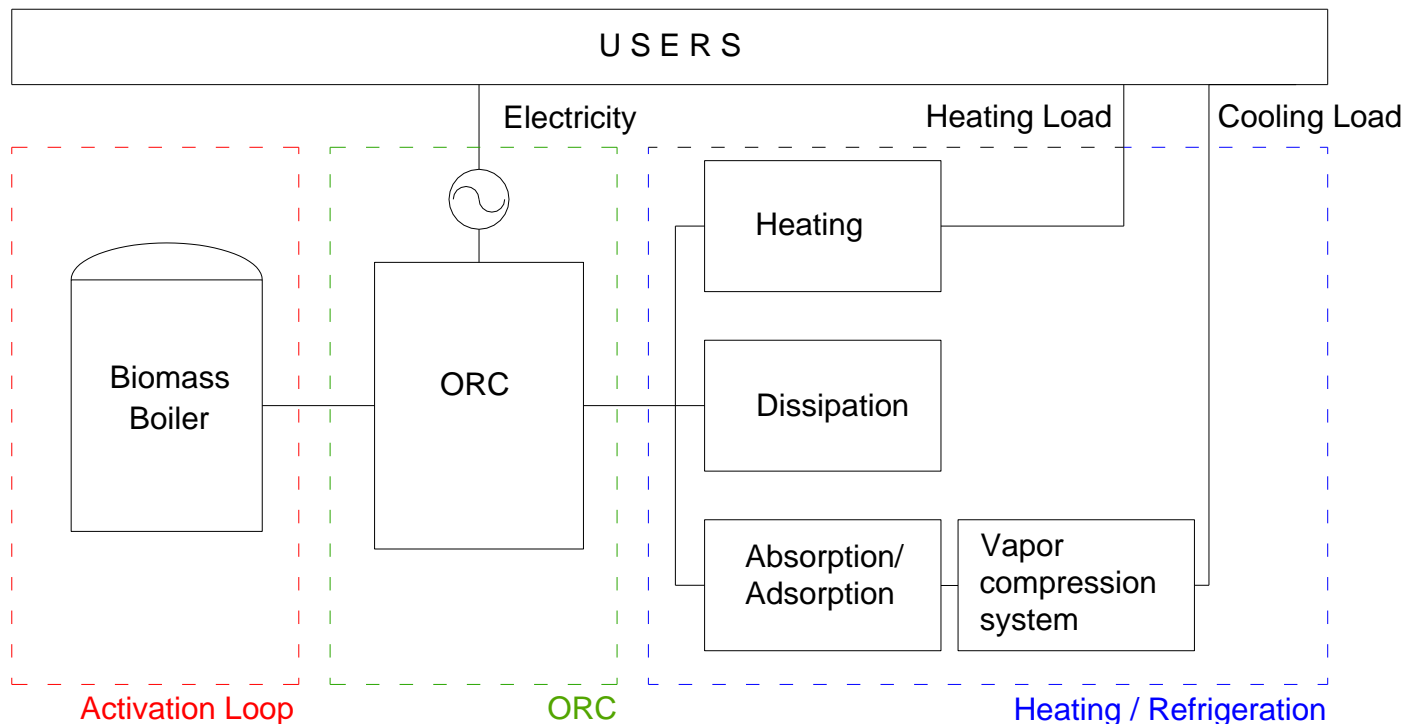 U S E R S
Electricity
Heating Load
Cooling Load
Heating
Biomass
Boiler
ORC
Dissipation
Absorption/
Adsorption
Vapor
compression
system
Activation Loop
ORC
Heating / Refrigeration